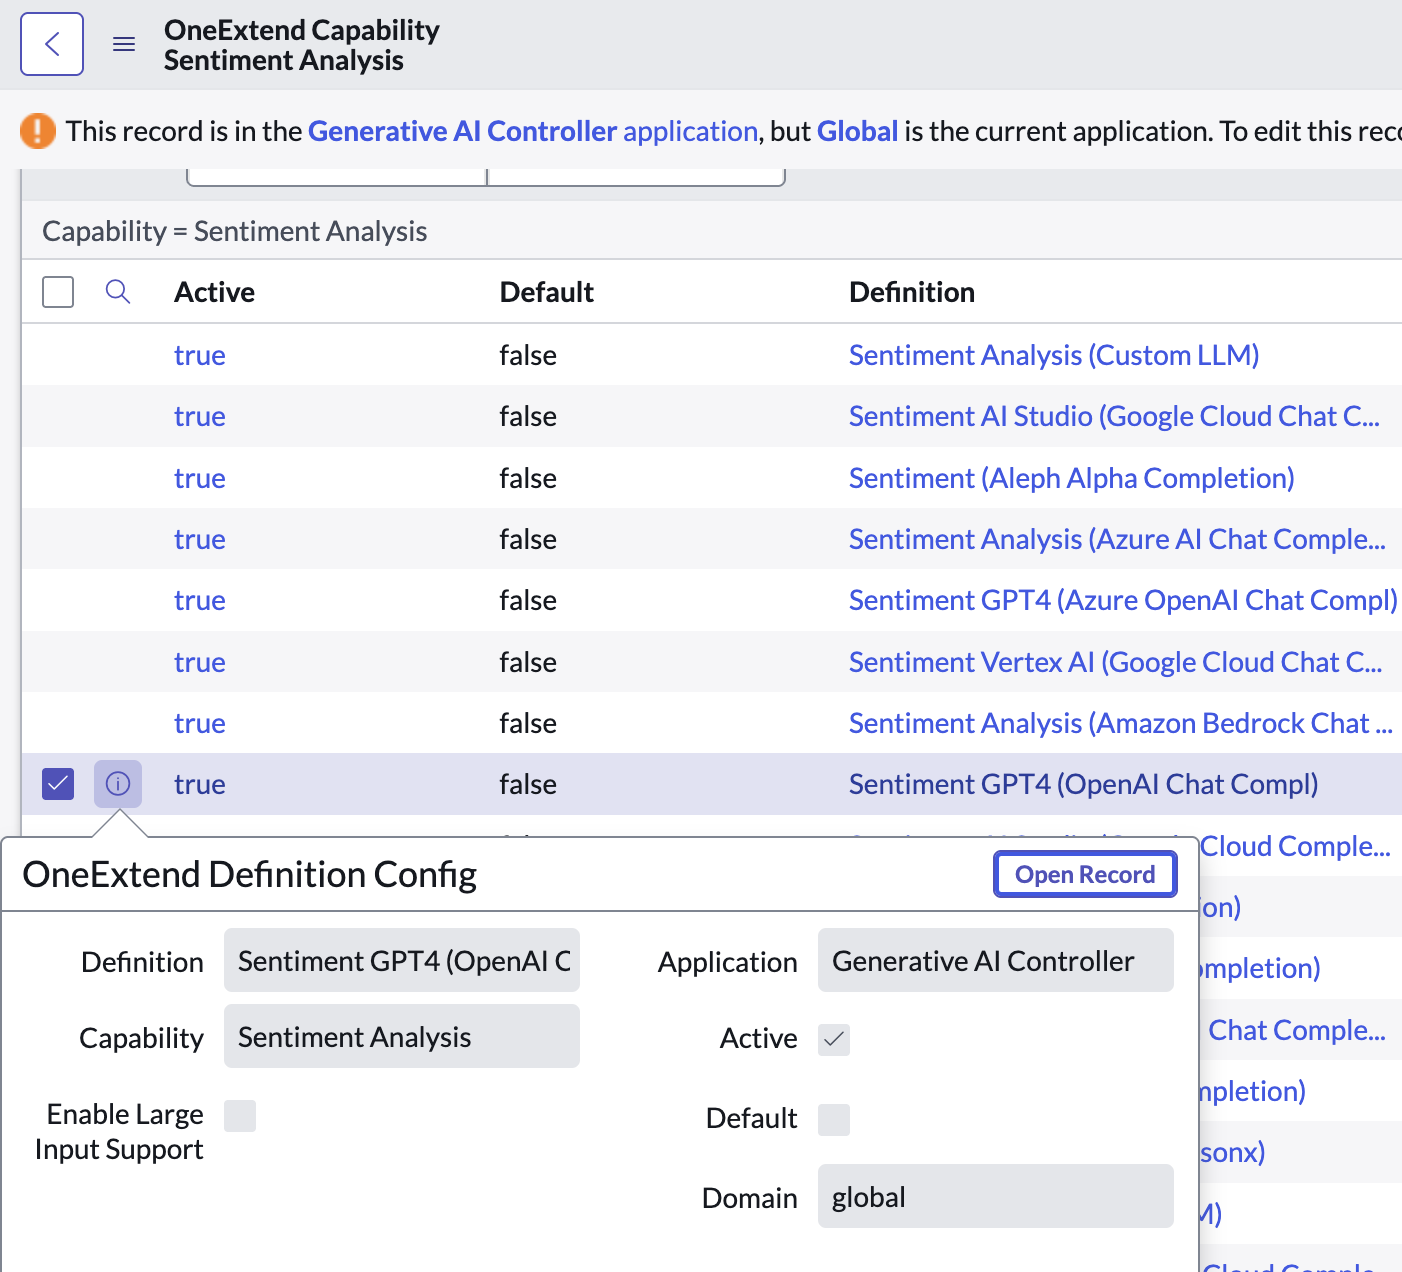 OneExtend Capability
Sentiment Analysis
This record is in the Generative AI Controller application, but Global is the current application. To edit this
Capability = Sentiment Analysis
Active Default Definition
true false Sentiment Analysis (Custom LLM)
true false Sentiment AI Studio (Google Cloud Chat C...
true false Sentiment (Aleph Alpha Completion)
true false Sentiment Analysis (Azure AI Chat Comple...
true false Sentiment GPT4 (Azure OpenAI Chat Compl)
true false Sentiment Vertex AI (Google Cloud Chat C...
true false Sentiment Analysis (Amazon Bedrock Chat ...
true false Sentiment GPT4 (OpenAI Chat Compl)
Cloud Comple...
OneExtend Definition Config Open Record
on)
Definition Sentiment GPT4 (OpenAI C Application Generative AI Controller
mpletion)
Capability Sentiment Analysis Active
Chat Comple...
Enable Large
Input Support
Default
mpletion)
sonx)
Domain global
M)